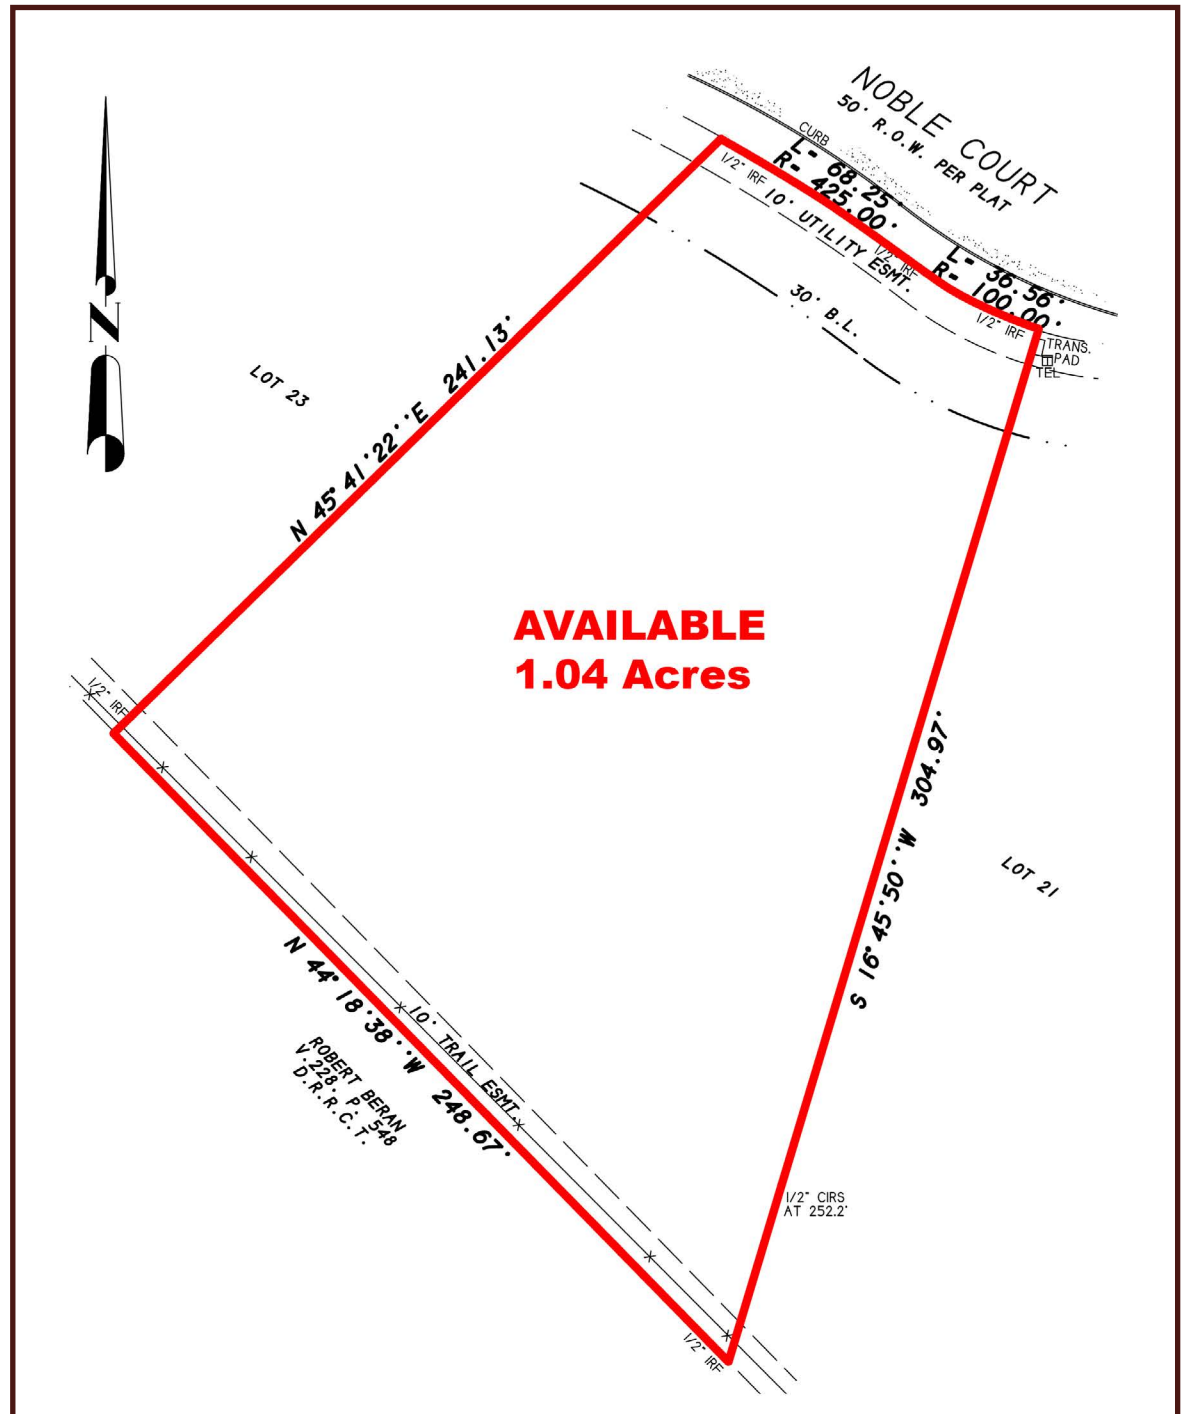 NOBLE COURT
50' R.O.W. PER PLAT
CURB
L- 68.25'
R- 425.00'
1/2" IRF
10' UTILITY ESMT.
1/2" IRF
L- 36.56'
R- 100.00'
1/2" IRF
30' B.L.
TRANS.
PAD
TEL
N
LOT 23
N 45°41'22''E 241.13'
AVAILABLE
1.04 Acres
1/2" IRF
S 16°45'50''W 304.97'
LOT 21
N 44°18'38''W 248.67'
10' TRAIL ESMT.
ROBERT BERAN
V.228, P. 548
D.R.R.C.T.
1/2" CIRS
AT 252.2'
1/2" IRF